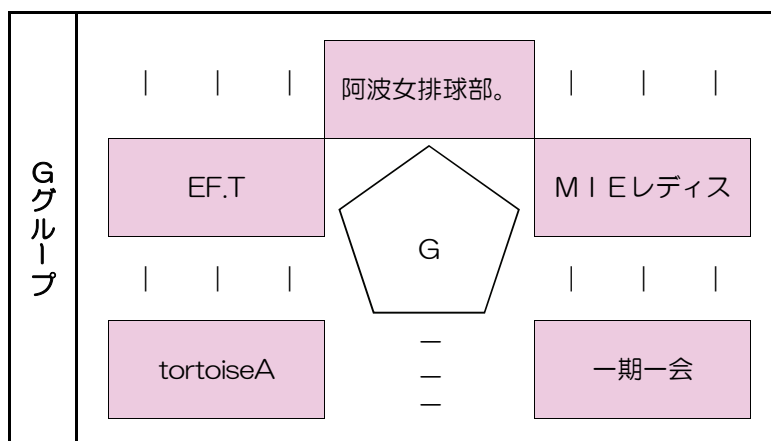 Gグループ
阿波女排球部。
| | |
| | |
EF.T
MIEレディス
G
| | |
| | |
tortoiseA
一期一会
―
―
―